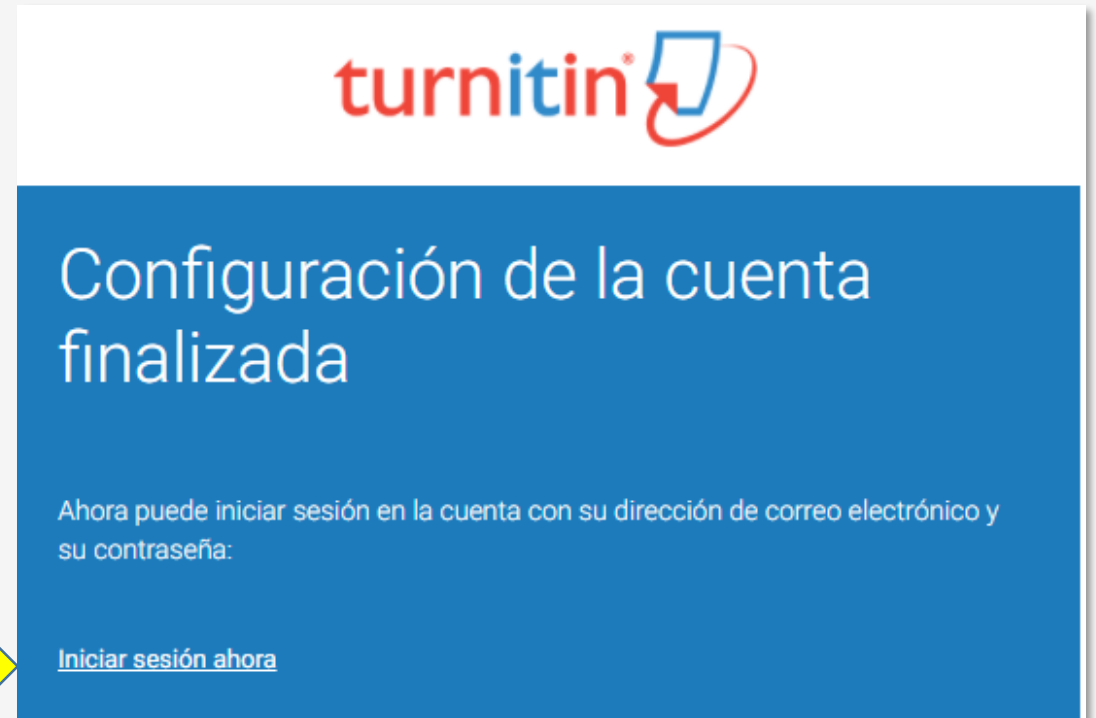 turnitin®
Configuración de la cuenta
finalizada
Ahora puede iniciar sesión en la cuenta con su dirección de correo electrónico y
su contraseña:
Iniciar sesión ahora